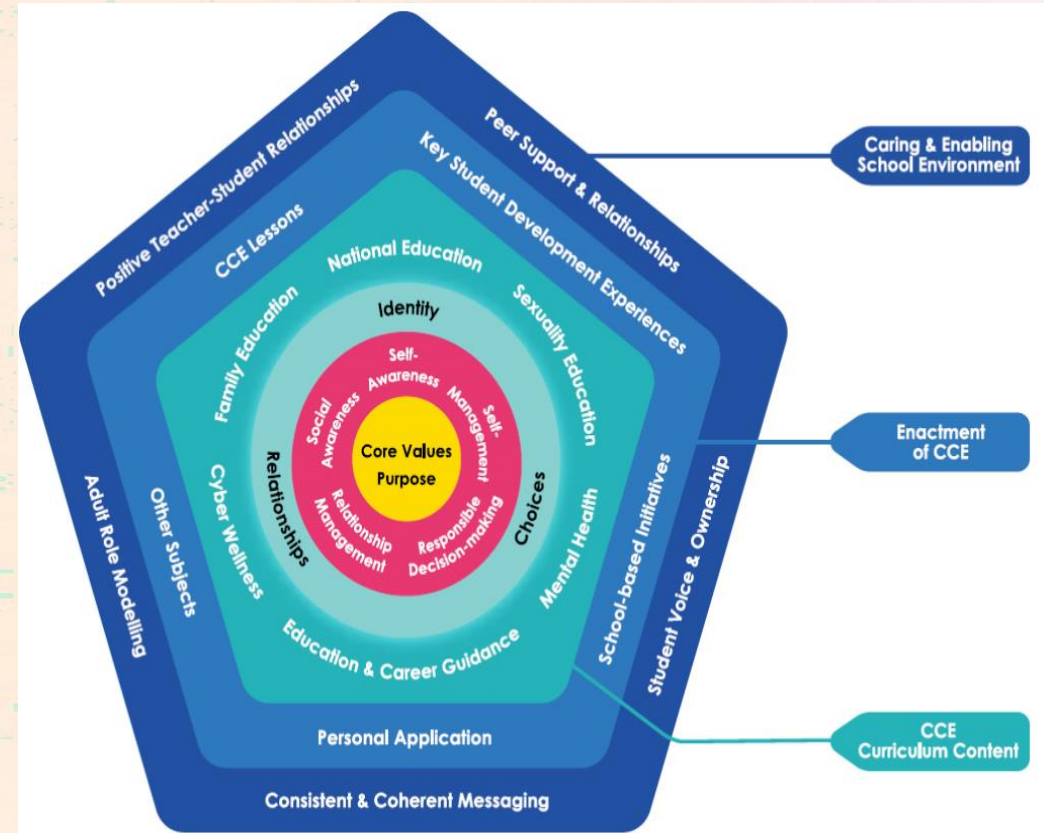 Positive Teacher-Student Relationships
Peer Support & Relationships
Student Voice & Ownership
Consistent & Coherent Messaging
Adult Role Modelling
CCE Lessons
Key Student Development Experiences
School-based Initiatives
Personal Application
Other Subjects
National Education
Sexuality Education
Mental Health
Education & Career Guidance
Cyber Wellness
Family Education
Identity
Choices
Relationships
Self-
Awareness
Self-
Management
Responsible
Decision-making
Relationship
Management
Social
Awareness
Core Values
Purpose
Caring & Enabling
School Environment
Enactment
of CCE
CCE
Curriculum Content